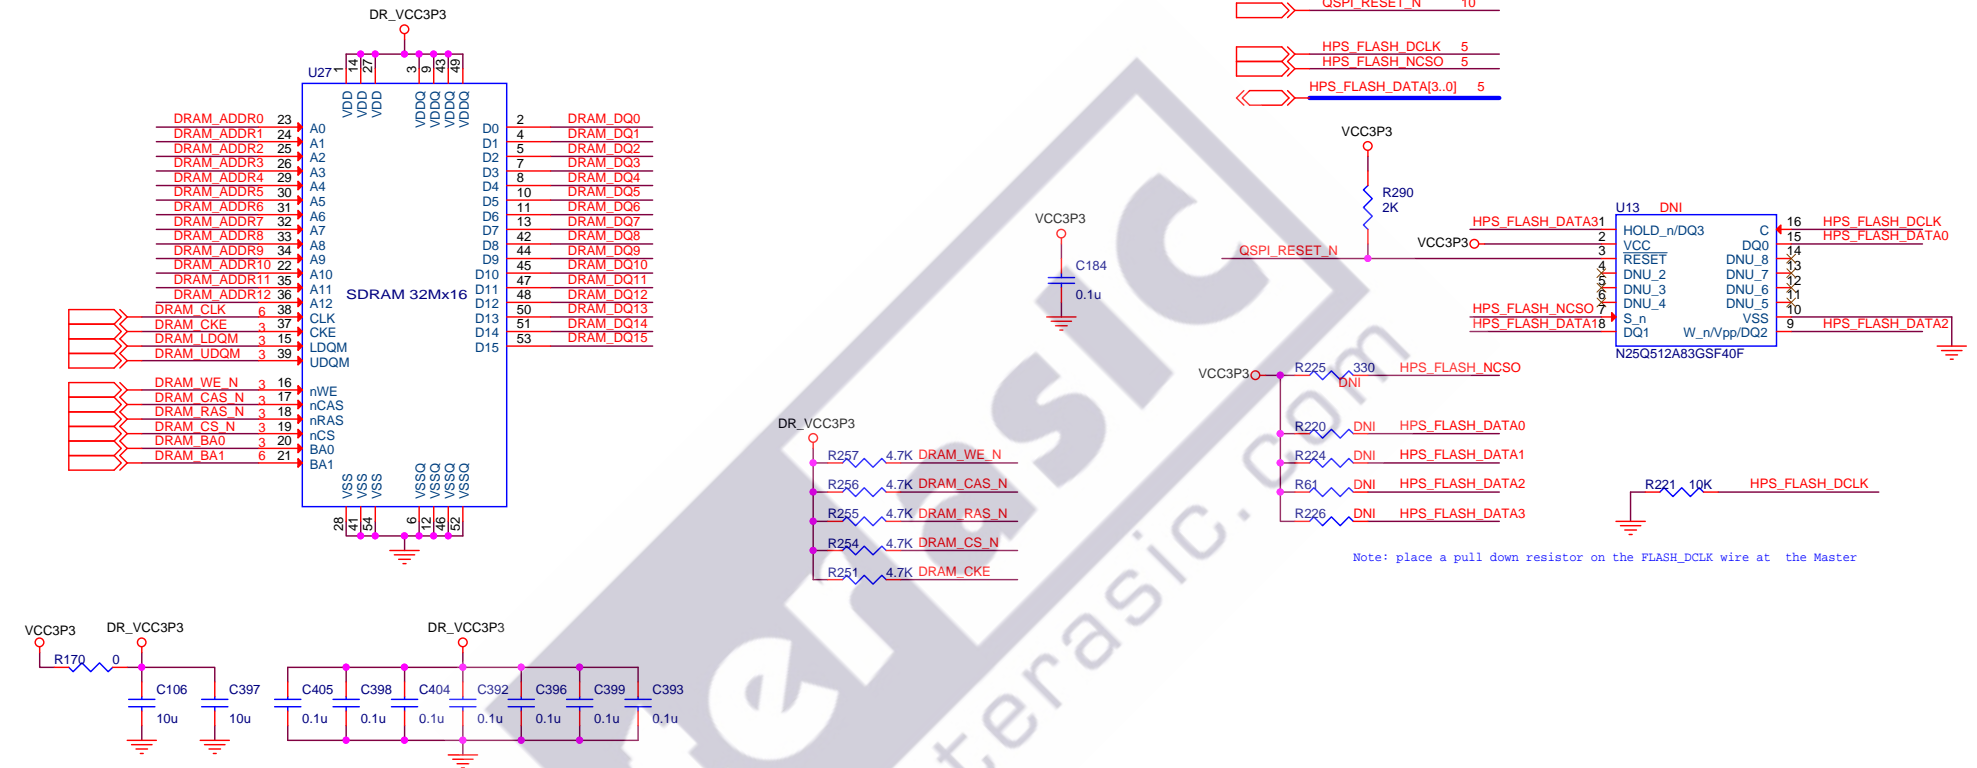 DR_VCC3P3
U27
1 14 27 3 9 43 49
VDD VDD VDD VDDQ VDDQ VDDQ VDDQ
DRAM_ADDR0 23 A0 D0 2 DRAM_DQ0
DRAM_ADDR1 24 A1 D1 4 DRAM_DQ1
DRAM_ADDR2 25 A2 D2 5 DRAM_DQ2
DRAM_ADDR3 26 A3 D3 7 DRAM_DQ3
DRAM_ADDR4 29 A4 D4 8 DRAM_DQ4
DRAM_ADDR5 30 A5 D5 10 DRAM_DQ5
DRAM_ADDR6 31 A6 D6 11 DRAM_DQ6
DRAM_ADDR7 32 A7 D7 13 DRAM_DQ7
DRAM_ADDR8 33 A8 D8 42 DRAM_DQ8
DRAM_ADDR9 34 A9 D9 44 DRAM_DQ9
DRAM_ADDR10 22 A10 D10 45 DRAM_DQ10
DRAM_ADDR11 35 A11 D11 47 DRAM_DQ11
DRAM_ADDR12 36 A12 D12 48 DRAM_DQ12
SDRAM 32Mx16
DRAM_CLK 6 38 CLK D13 50 DRAM_DQ13
DRAM_CKE 3 37 CKE D14 51 DRAM_DQ14
DRAM_LDQM 3 15 LDQM D15 53 DRAM_DQ15
DRAM_UDQM 3 39 UDQM
DRAM_WE_N 3 16 nWE
DRAM_CAS_N 3 17 nCAS
DRAM_RAS_N 3 18 nRAS
DRAM_CS_N 3 19 nCS
DRAM_BA0 3 20 BA0
DRAM_BA1 6 21 BA1
VSS VSS VSS VSSQ VSSQ VSSQ VSSQ
28 41 54 6 12 46 52
VCC3P3
DR_VCC3P3
R170 0
C106
10u
C397
10u
DR_VCC3P3
C405 C398 C404 C392 C396 C399 C393
0.1u 0.1u 0.1u 0.1u 0.1u 0.1u 0.1u
VCC3P3
C184
0.1u
DR_VCC3P3
R257 4.7K DRAM_WE_N
R256 4.7K DRAM_CAS_N
R255 4.7K DRAM_RAS_N
R254 4.7K DRAM_CS_N
R251 4.7K DRAM_CKE
QSPI_RESET_N 10
HPS_FLASH_DCLK 5
HPS_FLASH_NCSO 5
HPS_FLASH_DATA[3..0] 5
VCC3P3
R290
2K
QSPI_RESET_N
U13 DNI
HPS_FLASH_DATA3 1 HOLD_n/DQ3 C 16 HPS_FLASH_DCLK
VCC3P3 2 VCC DQ0 15 HPS_FLASH_DATA0
3 RESET DNU_8 14
4 DNU_2 DNU_7 13
5 DNU_3 DNU_6 12
6 DNU_4 DNU_5 11
HPS_FLASH_NCSO 7 S_n VSS 10
HPS_FLASH_DATA1 8 DQ1 W_n/Vpp/DQ2 9 HPS_FLASH_DATA2
N25Q512A83GSF40F
VCC3P3
R225 330 HPS_FLASH_NCSO
DNI
R220 DNI HPS_FLASH_DATA0
R224 DNI HPS_FLASH_DATA1
R61 DNI HPS_FLASH_DATA2
R226 DNI HPS_FLASH_DATA3
R221 10K HPS_FLASH_DCLK
Note: place a pull down resistor on the FLASH_DCLK wire at the Master
terasic
terasic.com